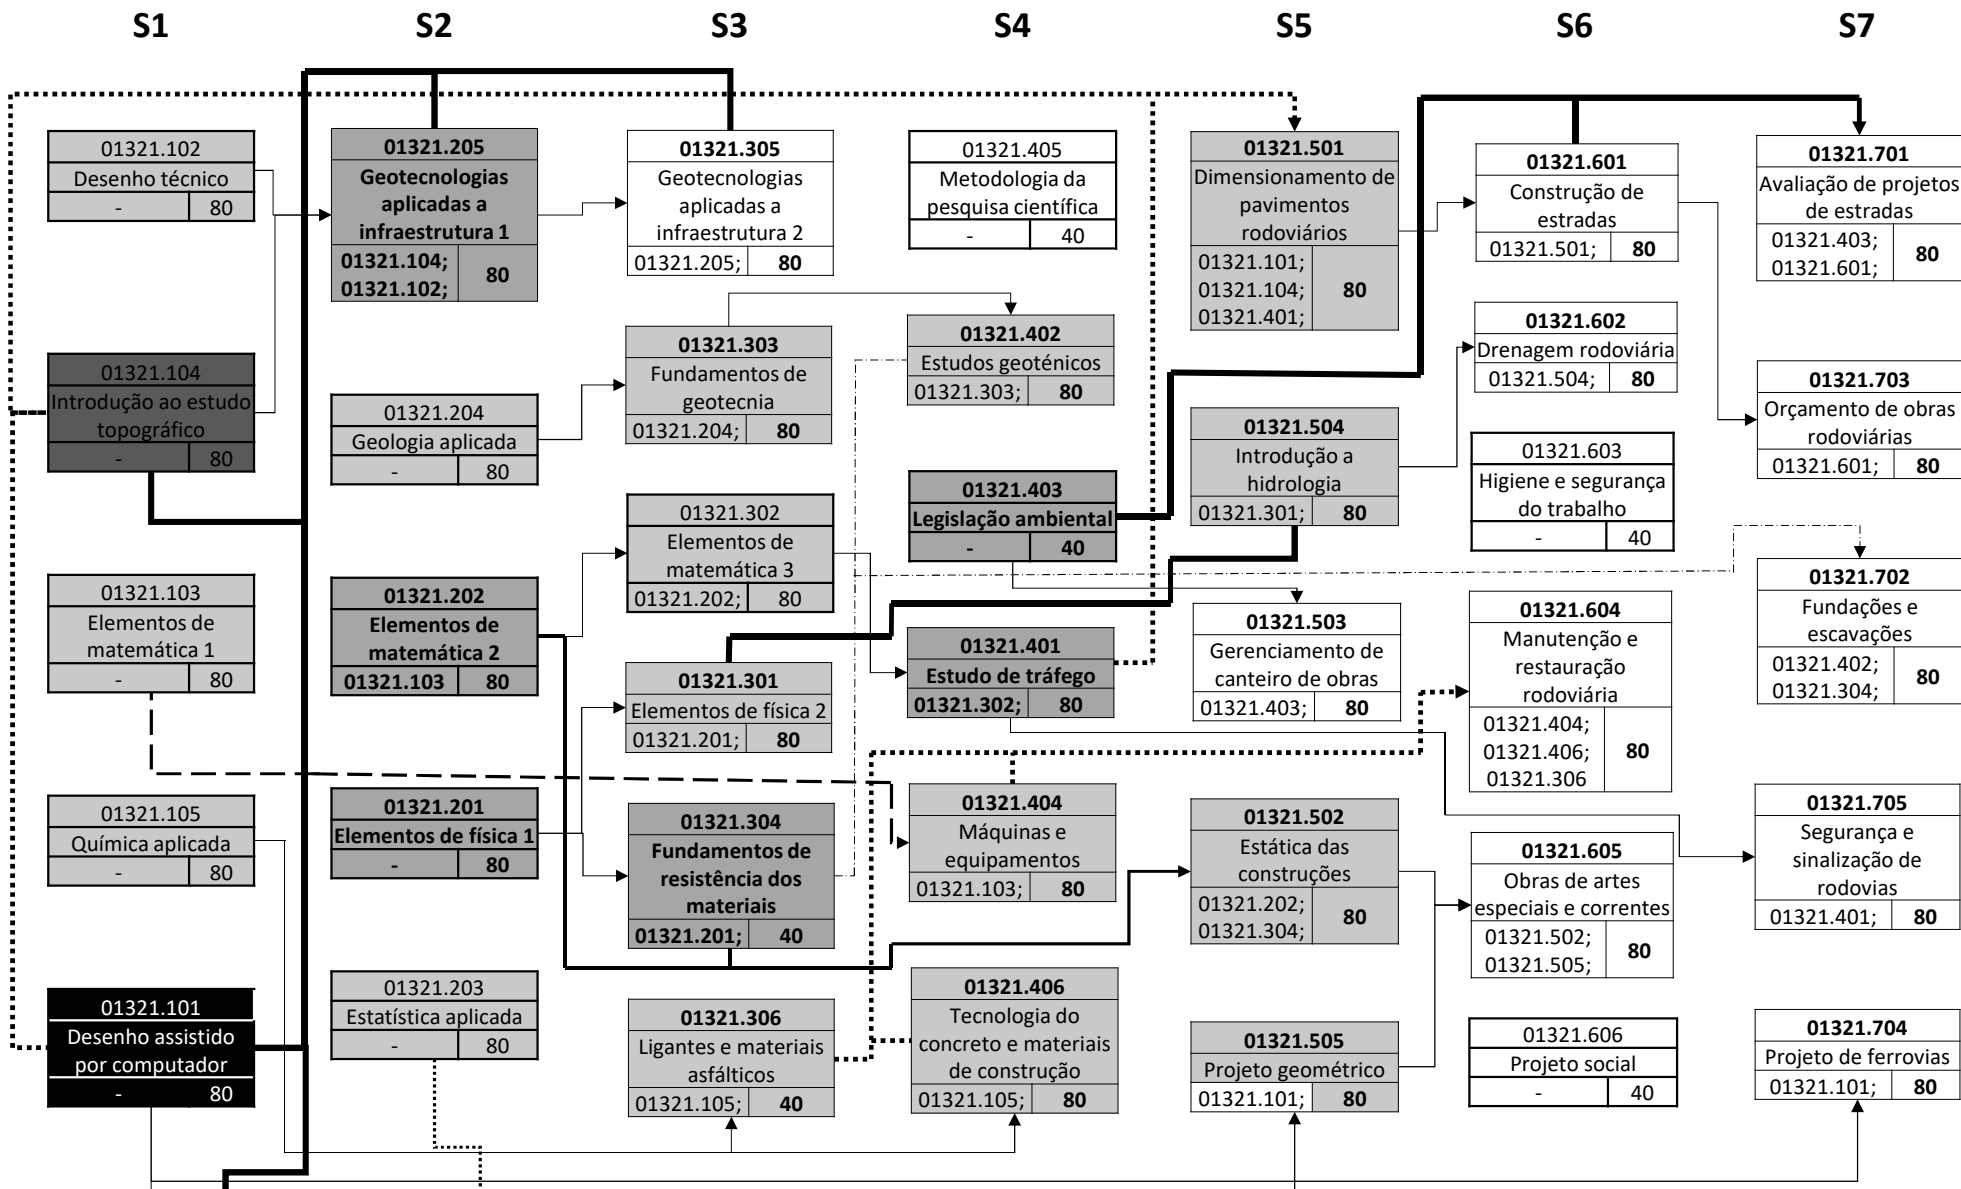 S1
S2
S3
S4
S5
S6
S7
01321.102
Desenho técnico
-
80
01321.104
Introdução ao estudo
topográfico
-
80
01321.103
Elementos de
matemática 1
-
80
01321.105
Química aplicada
-
80
01321.101
Desenho assistido
por computador
-
80
01321.205
Geotecnologias
aplicadas a
infraestrutura 1
01321.104;
01321.102;
80
01321.204
Geologia aplicada
-
80
01321.202
Elementos de
matemática 2
01321.103
80
01321.201
Elementos de física 1
-
80
01321.203
Estatística aplicada
-
80
01321.305
Geotecnologias
aplicadas a
infraestrutura 2
01321.205;
80
01321.303
Fundamentos de
geotecnia
01321.204;
80
01321.302
Elementos de
matemática 3
01321.202;
80
01321.301
Elementos de física 2
01321.201;
80
01321.304
Fundamentos de
resistência dos
materiais
01321.201;
40
01321.306
Ligantes e materiais
asfálticos
01321.105;
40
01321.405
Metodologia da
pesquisa científica
-
40
01321.402
Estudos geoténicos
01321.303;
80
01321.403
Legislação ambiental
-
40
01321.401
Estudo de tráfego
01321.302;
80
01321.404
Máquinas e
equipamentos
01321.103;
80
01321.406
Tecnologia do
concreto e materiais
de construção
01321.105;
80
01321.501
Dimensionamento de
pavimentos
rodoviários
01321.101;
01321.104;
01321.401;
80
01321.504
Introdução a
hidrologia
01321.301;
80
01321.503
Gerenciamento de
canteiro de obras
01321.403;
80
01321.502
Estática das
construções
01321.202;
01321.304;
80
01321.505
Projeto geométrico
01321.101;
80
01321.601
Construção de
estradas
01321.501;
80
01321.602
Drenagem rodoviária
01321.504;
80
01321.603
Higiene e segurança
do trabalho
-
40
01321.604
Manutenção e
restauração
rodoviária
01321.404;
01321.406;
01321.306
80
01321.605
Obras de artes
especiais e correntes
01321.502;
01321.505;
80
01321.606
Projeto social
-
40
01321.701
Avaliação de projetos
de estradas
01321.403;
01321.601;
80
01321.703
Orçamento de obras
rodoviárias
01321.601;
80
01321.702
Fundações e
escavações
01321.402;
01321.304;
80
01321.705
Segurança e
sinalização de
rodovias
01321.401;
80
01321.704
Projeto de ferrovias
01321.101;
80